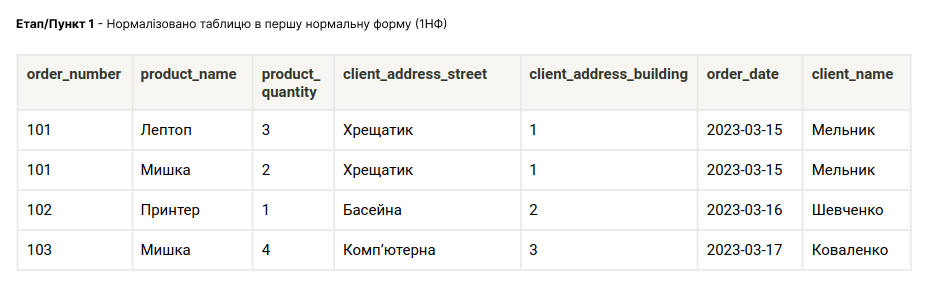 Етап/Пункт 1 - Нормалізовано таблицю в першу нормальну форму (1НФ)
order_number product_name product_quantity client_address_street client_address_building order_date client_name
101 Лептоп 3 Хрещатик 1 2023-03-15 Мельник
101 Мишка 2 Хрещатик 1 2023-03-15 Мельник
102 Принтер 1 Басейна 2 2023-03-16 Шевченко
103 Мишка 4 Комп’ютерна 3 2023-03-17 Коваленко